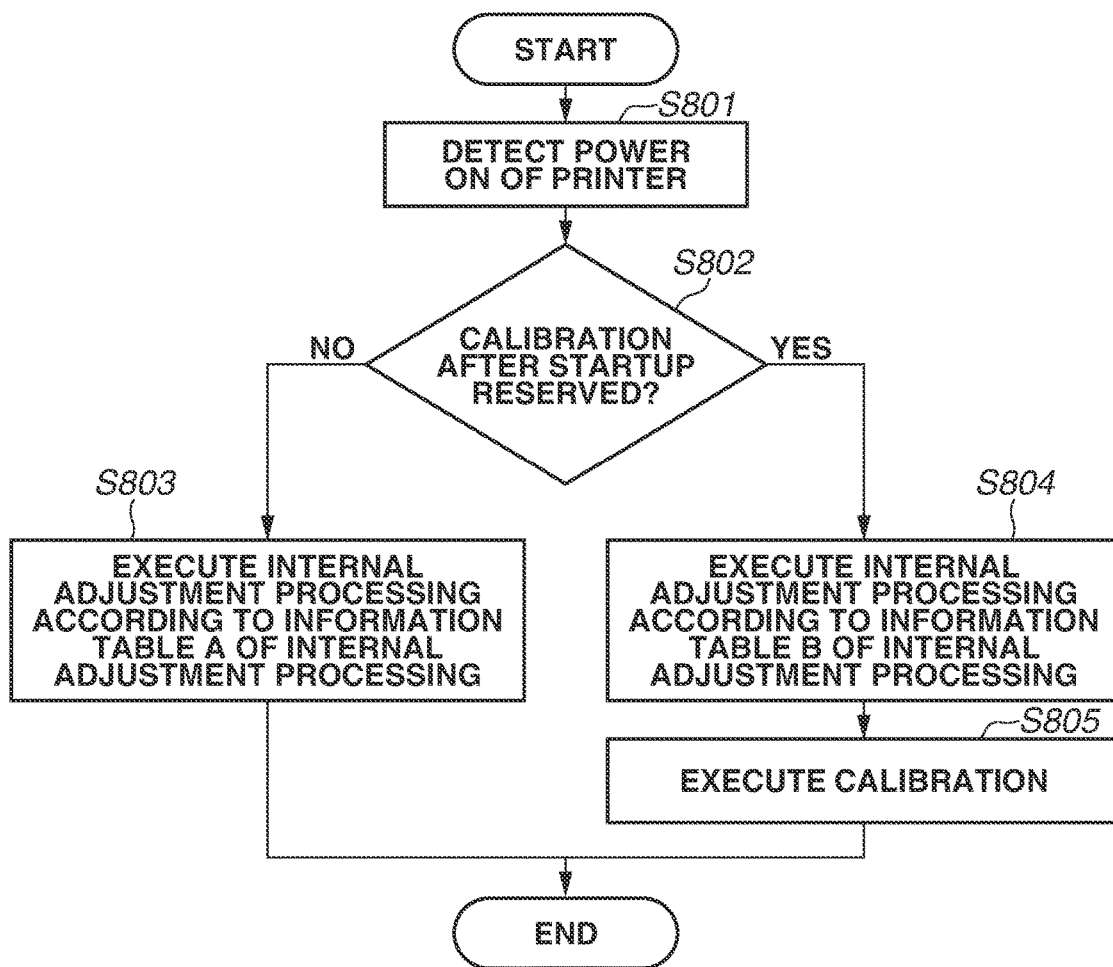 START
S801
DETECT POWER
ON OF PRINTER
S802
CALIBRATION
AFTER STARTUP
RESERVED?
NO
YES
S803
EXECUTE INTERNAL
ADJUSTMENT PROCESSING
ACCORDING TO INFORMATION
TABLE A OF INTERNAL
ADJUSTMENT PROCESSING
S804
EXECUTE INTERNAL
ADJUSTMENT PROCESSING
ACCORDING TO INFORMATION
TABLE B OF INTERNAL
ADJUSTMENT PROCESSING
S805
EXECUTE CALIBRATION
END